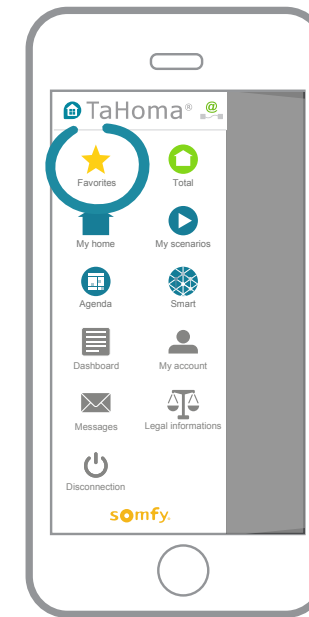 TaHoma® @
Favorites Total
My home My scenarios
Agenda Smart
Dashboard My account
Messages Legal informations
Disconnection
somfy.